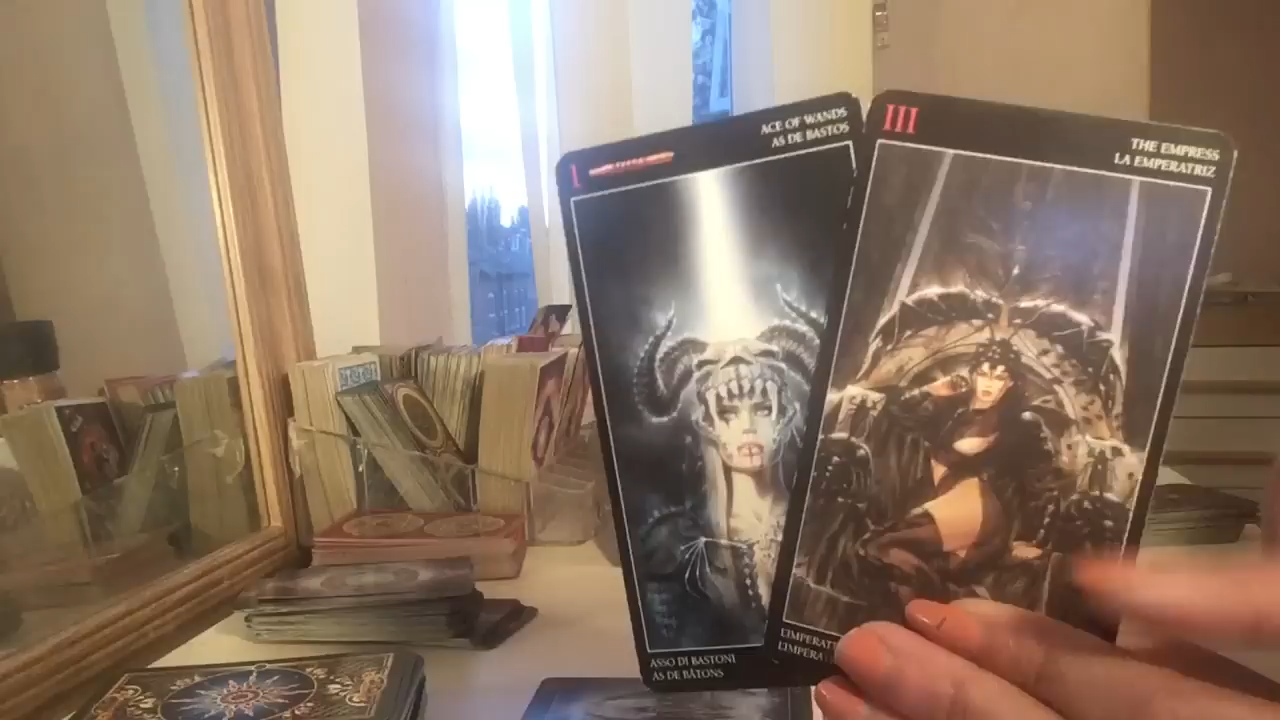 I
ACE OF WANDS
AS DE BASTOS
ASSO DI BASTONI
AS DE BÂTONS
III
THE EMPRESS
LA EMPERATRIZ